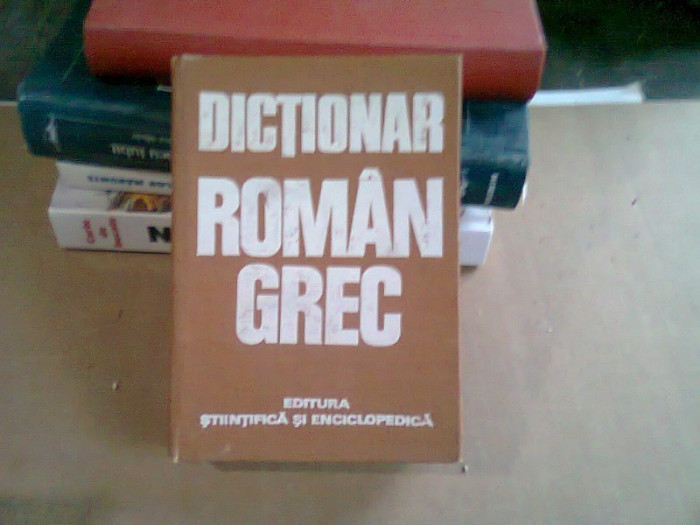 DICȚIONAR
ROMÂN
GREC
EDITURA
ȘTIINȚIFICĂ ȘI ENCICLOPEDICĂ